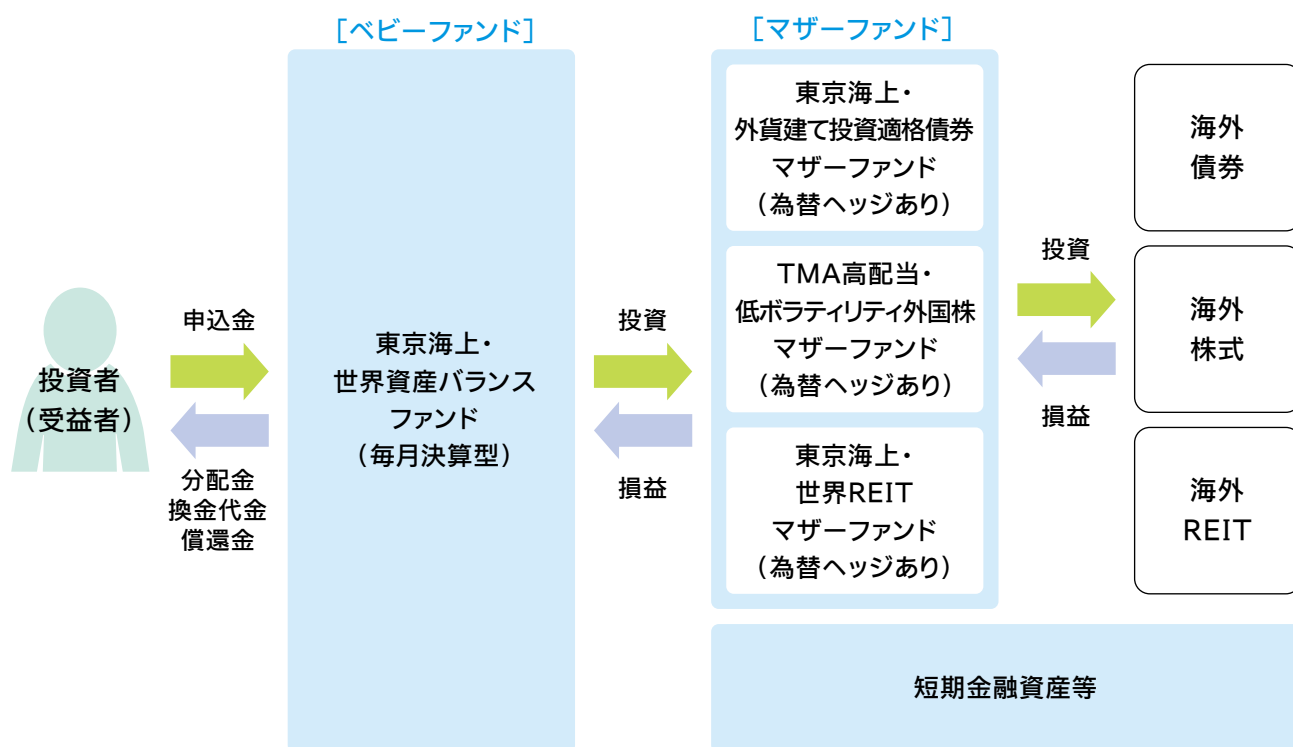 ［ベビーファンド］
［マザーファンド］
投資者
（受益者）
申込金
分配金
換金代金
償還金
東京海上・
世界資産バランス
ファンド
（毎月決算型）
投資
損益
東京海上・
外貨建て投資適格債券
マザーファンド
（為替ヘッジあり）
TMA高配当・
低ボラティリティ外国株
マザーファンド
（為替ヘッジあり）
東京海上・
世界REIT
マザーファンド
（為替ヘッジあり）
投資
損益
海外
債券
海外
株式
海外
REIT
短期金融資産等